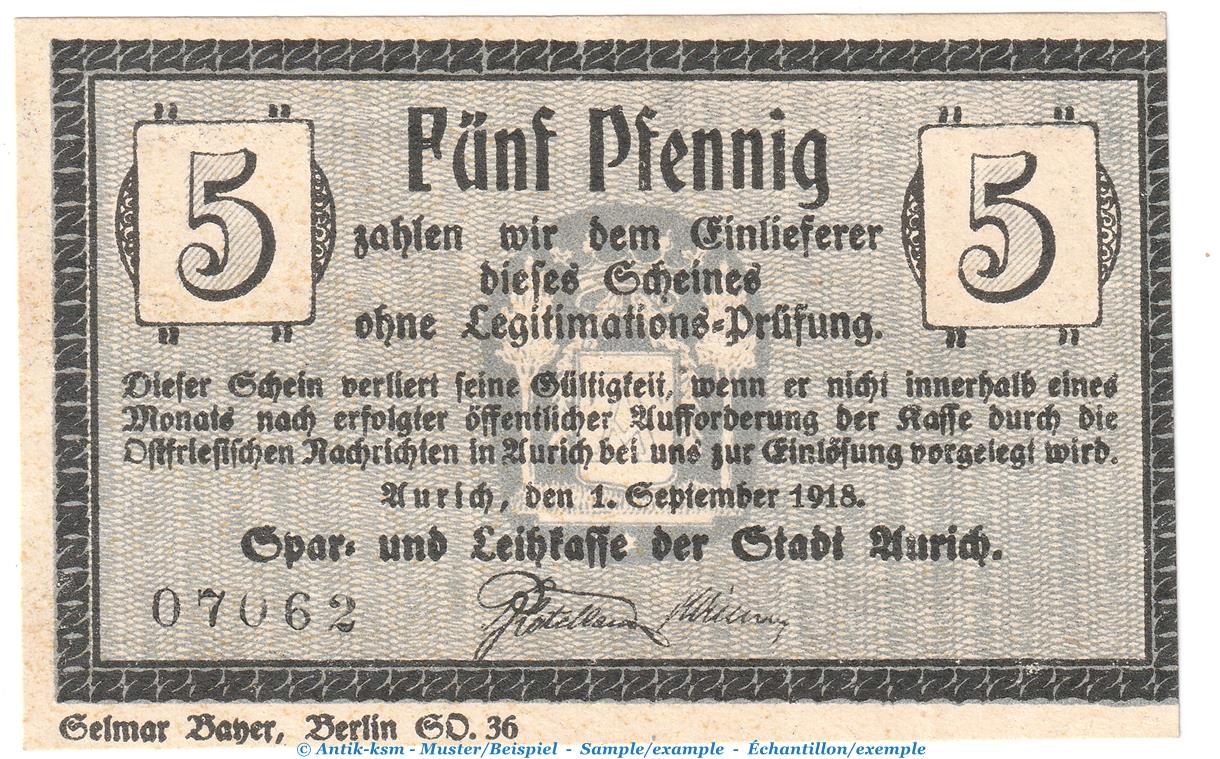 5 Fünf Pfennig 5
zahlen wir dem Einlieferer
dieses Scheines
ohne Legitimations-Prüfung.
Dieser Schein verliert seine Gültigkeit, wenn er nicht innerhalb eines
Monats nach erfolgter öffentlicher Aufforderung der Kasse durch die
Ostfriesischen Nachrichten in Aurich bei uns zur Einlösung vorgelegt wird.
Aurich, den 1. September 1918.
Spar- und Leihkasse der Stadt Aurich.
07062
Selmar Bayer, Berlin SO. 36
© Antik-ksm - Muster/Beispiel - Sample/example - Échantillon/exemple